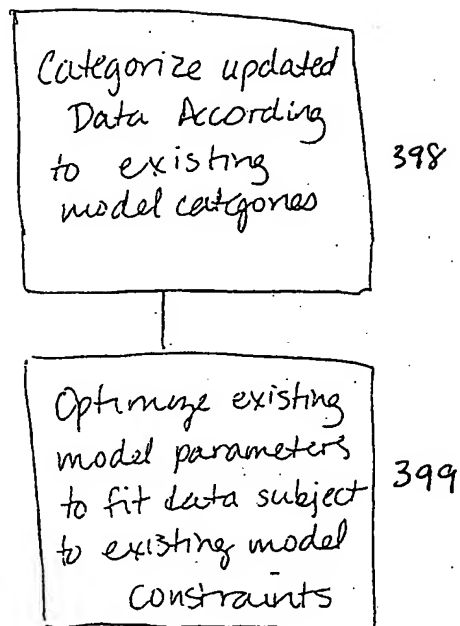 Categorize updated
Data According
to existing
model categories
398
Optimize existing
model parameters
to fit data subject
to existing model
constraints
399